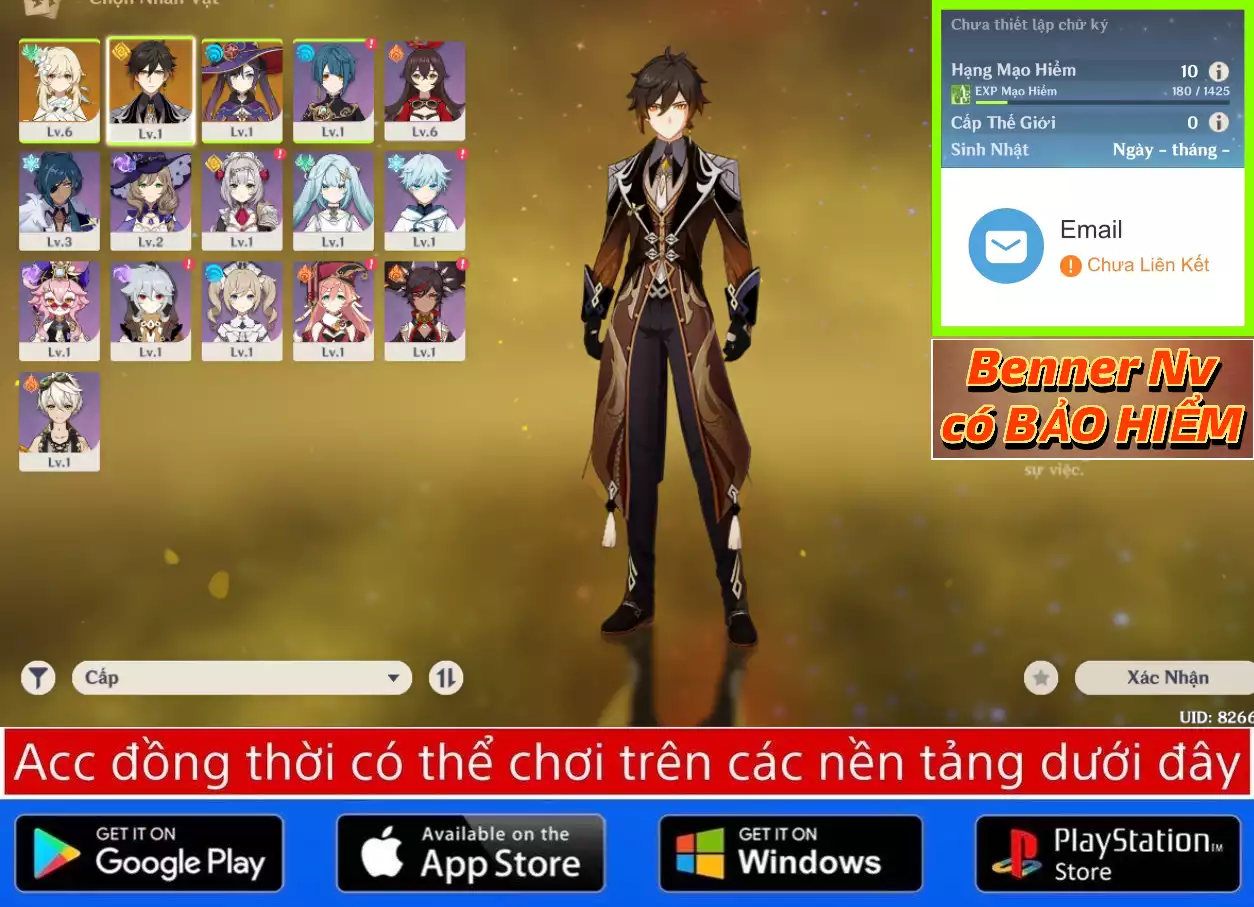 Chọn Nhân Vật
Lv.6
Lv.1
Lv.1
Lv.1
Lv.6
Lv.3
Lv.2
Lv.1
Lv.1
Lv.1
Lv.1
Lv.1
Lv.1
Lv.1
Lv.1
Lv.1
Chưa thiết lập chữ ký
Hạng Mạo Hiểm 10
EXP Mạo Hiểm 180 / 1425
Cấp Thế Giới 0
Sinh Nhật Ngày - tháng -
Email
Chưa Liên Kết
Benner Nv
có BẢO HIỂM
sự việc.
Cấp
Xác Nhận
UID: 8266
Acc đồng thời có thể chơi trên các nền tảng dưới đây
GET IT ON
Google Play
Available on the
App Store
GET IT ON
Windows
PlayStation™
Store